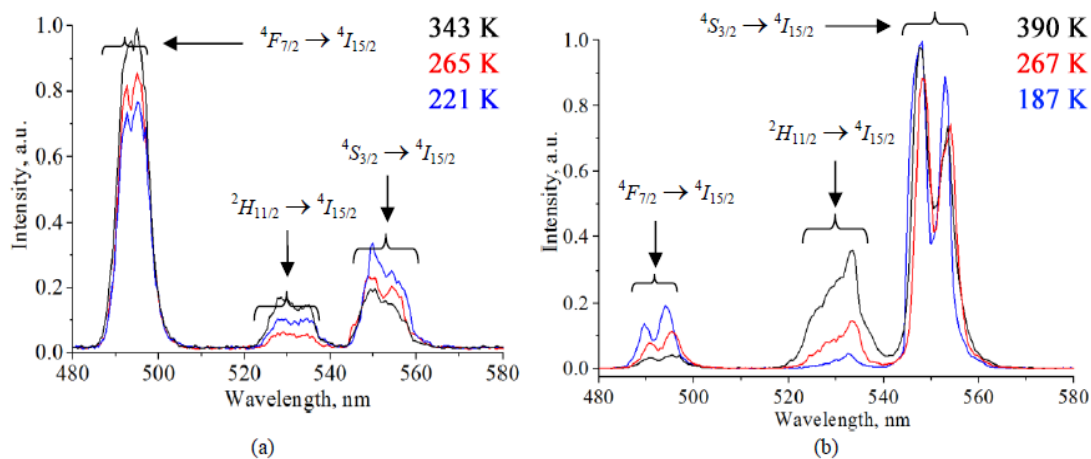 ⁴F₇/₂ → ⁴I₁₅/₂
343 K
265 K
221 K
⁴S₃/₂ → ⁴I₁₅/₂
²H₁₁/₂ → ⁴I₁₅/₂
Intensity, a.u.
1.0
0.8
0.6
0.4
0.2
0.0
480 500 520 540 560 580
Wavelength, nm
(a)
⁴S₃/₂ → ⁴I₁₅/₂
390 K
267 K
187 K
²H₁₁/₂ → ⁴I₁₅/₂
⁴F₇/₂ → ⁴I₁₅/₂
Intensity, a.u.
1.0
0.8
0.6
0.4
0.2
0.0
480 500 520 540 560 580
Wavelength, nm
(b)